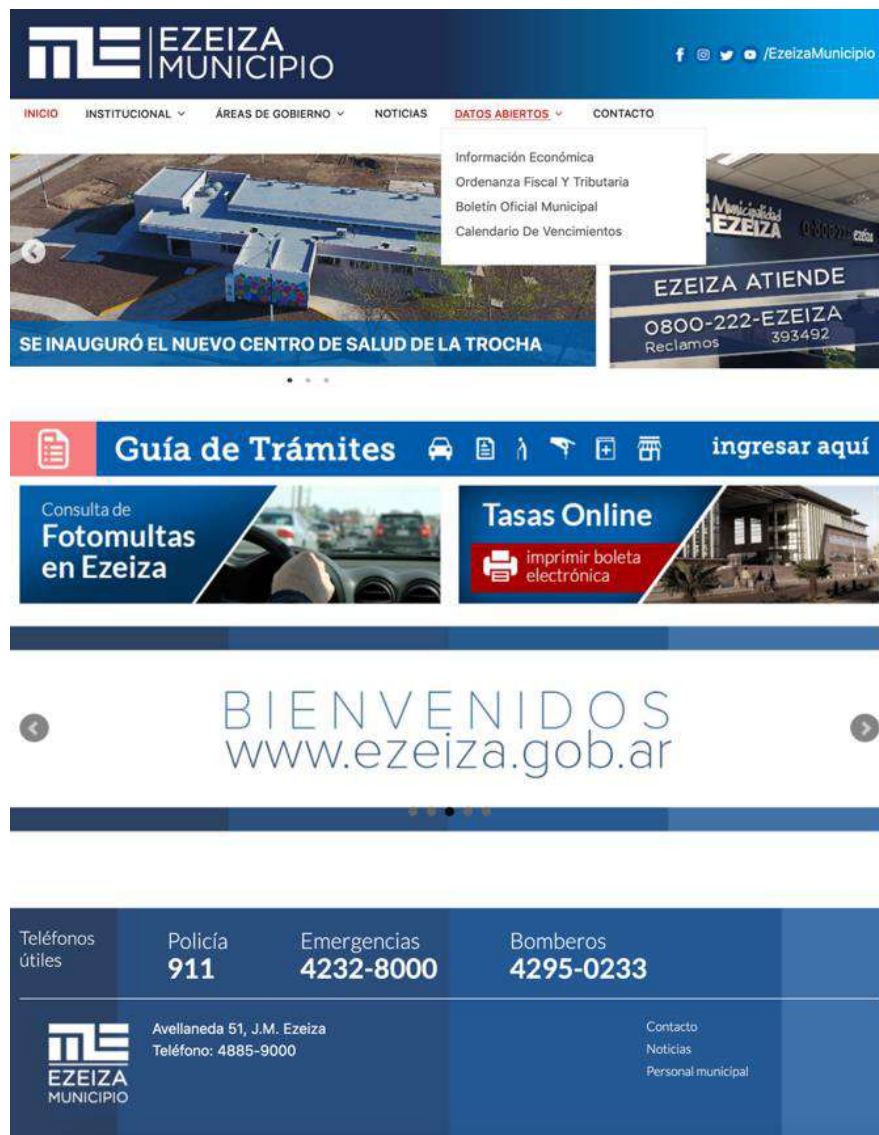 EZEIZA
MUNICIPIO
/EzeizaMunicipio
INICIO INSTITUCIONAL ÁREAS DE GOBIERNO NOTICIAS DATOS ABIERTOS CONTACTO
Información Económica
Ordenanza Fiscal Y Tributaria
Boletín Oficial Municipal
Calendario De Vencimientos
Municipalidad
EZEIZA
EZEIZA ATIENDE
0800-222-EZEIZA
Reclamos 393492
SE INAUGURÓ EL NUEVO CENTRO DE SALUD DE LA TROCHA
Guía de Trámites ingresar aquí
Consulta de
Fotomultas
en Ezeiza
Tasas Online
imprimir boleta
electrónica
BIENVENIDOS
www.ezeiza.gob.ar
Teléfonos
útiles
Policía
911
Emergencias
4232-8000
Bomberos
4295-0233
EZEIZA
MUNICIPIO
Avellaneda 51, J.M. Ezeiza
Teléfono: 4885-9000
Contacto
Noticias
Personal municipal